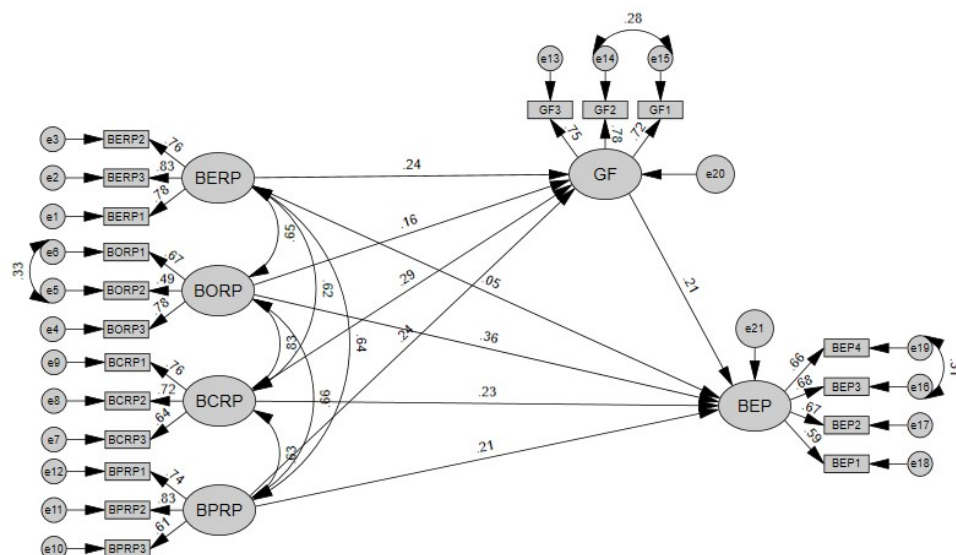 .28
e13
e14
e15
GF3
GF2
GF1
.75
.78
.72
GF
e20
e3
BERP2
.76
e2
BERP3
.83
e1
BERP1
.78
BERP
.24
.16
.65
.29
.05
.62
.64
.24
.21
e6
BORP1
.67
.33
e5
BORP2
.49
e4
BORP3
.78
BORP
.83
.36
e9
BCRP1
.76
e8
BCRP2
.72
e7
BCRP3
.64
BCRP
.23
.69
.63
.21
e12
BPRP1
.74
e11
BPRP2
.83
e10
BPRP3
.61
BPRP
e21
BEP
.66
BEP4
e19
.68
BEP3
e16
.67
BEP2
e17
.59
BEP1
e18